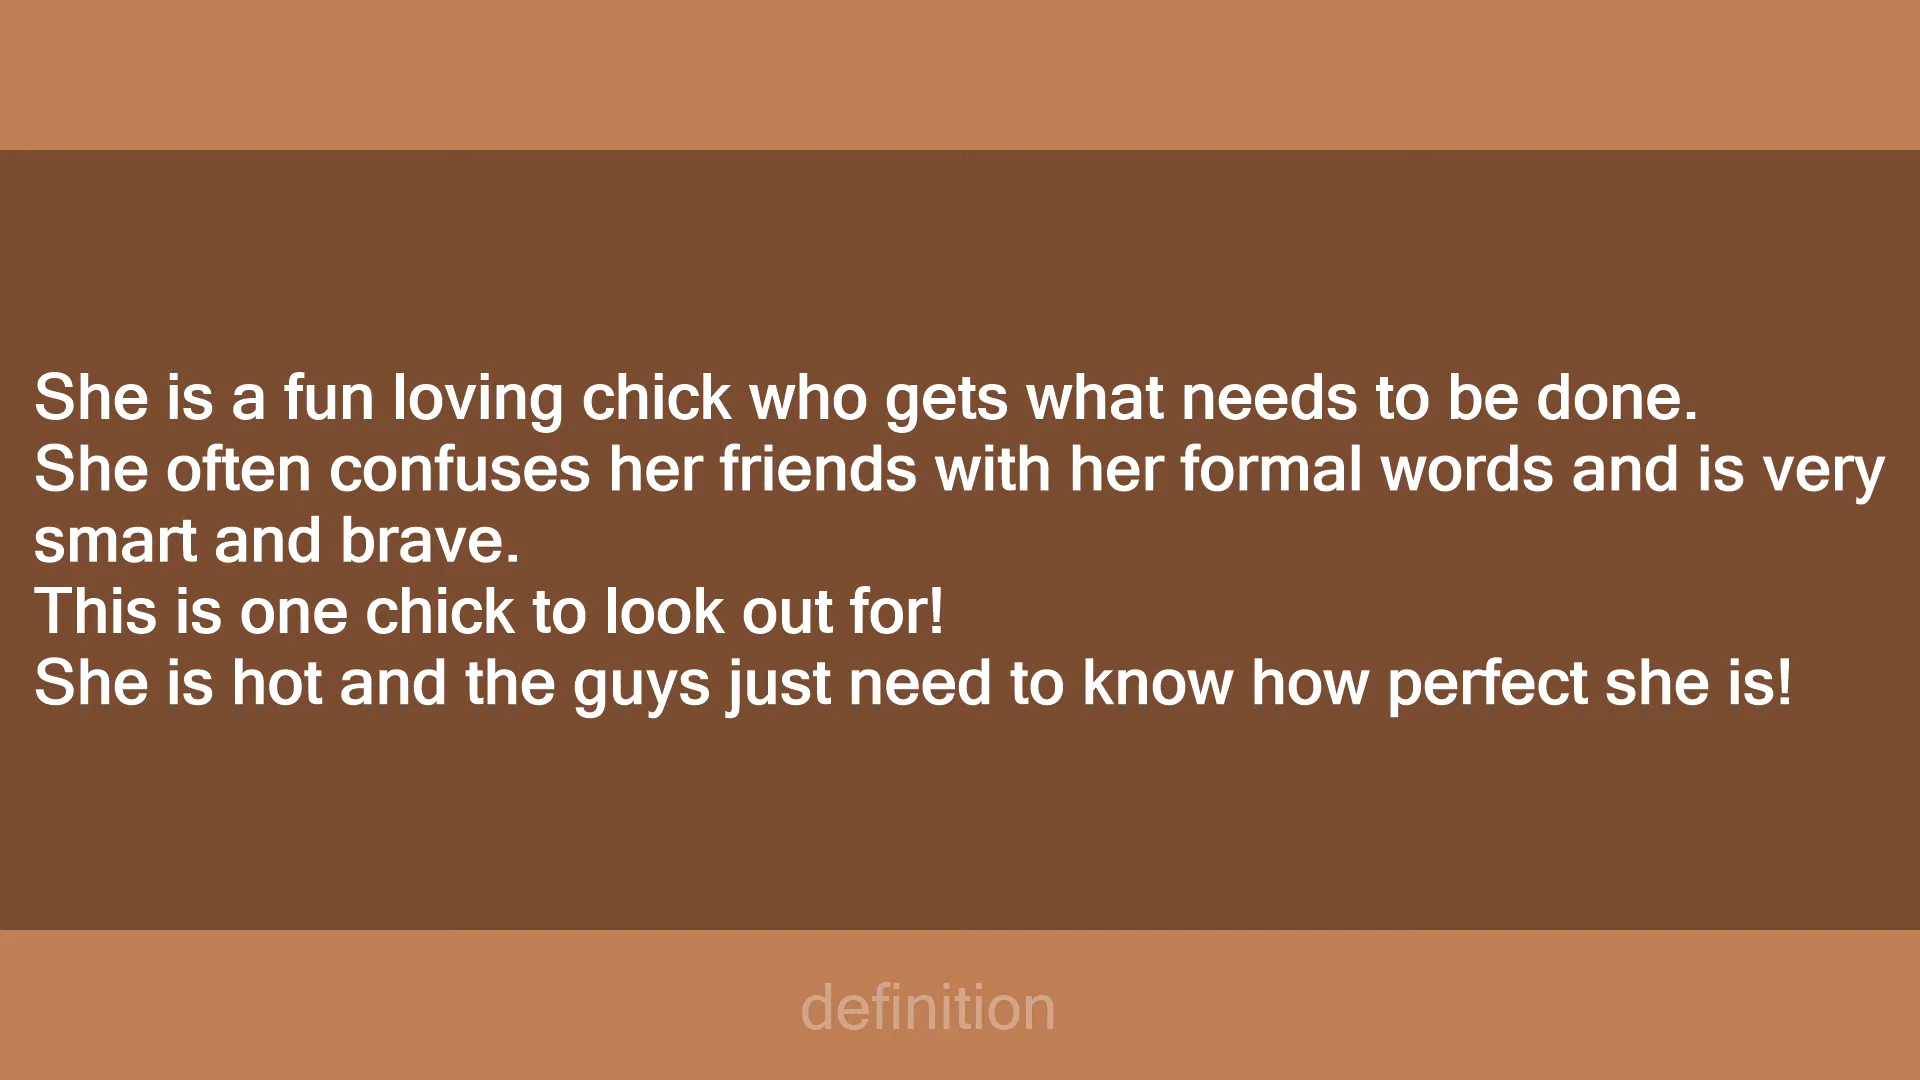 She is a fun loving chick who gets what needs to be done.
She often confuses her friends with her formal words and is very
smart and brave.
This is one chick to look out for!
She is hot and the guys just need to know how perfect she is!
definition